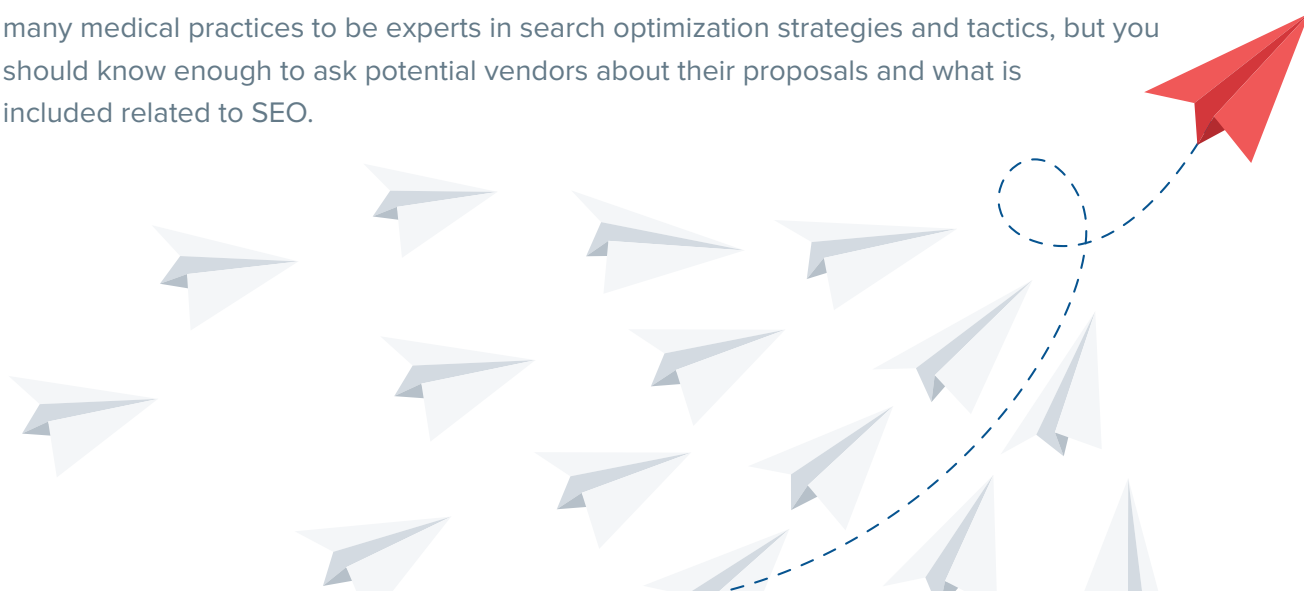 many medical practices to be experts in search optimization strategies and tactics, but you
should know enough to ask potential vendors about their proposals and what is
included related to SEO.